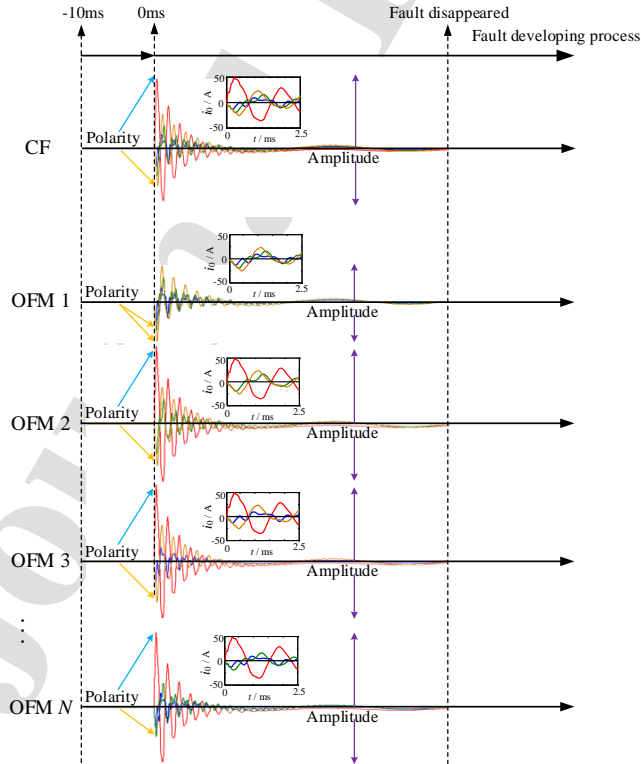 -10ms 0ms Fault disappeared
Fault developing process
CF
Polarity
Amplitude
i0 / A
50
0
-50
t / ms
2.5
OFM 1
Polarity
Amplitude
i0 / A
50
0
-50
t / ms
2.5
OFM 2
Polarity
Amplitude
i0 / A
50
0
-50
t / ms
2.5
OFM 3
Polarity
Amplitude
i0 / A
50
0
-50
0
t / ms
2.5
...
OFM N
Polarity
Amplitude
i0 / A
50
0
-50
0
t / ms
2.5